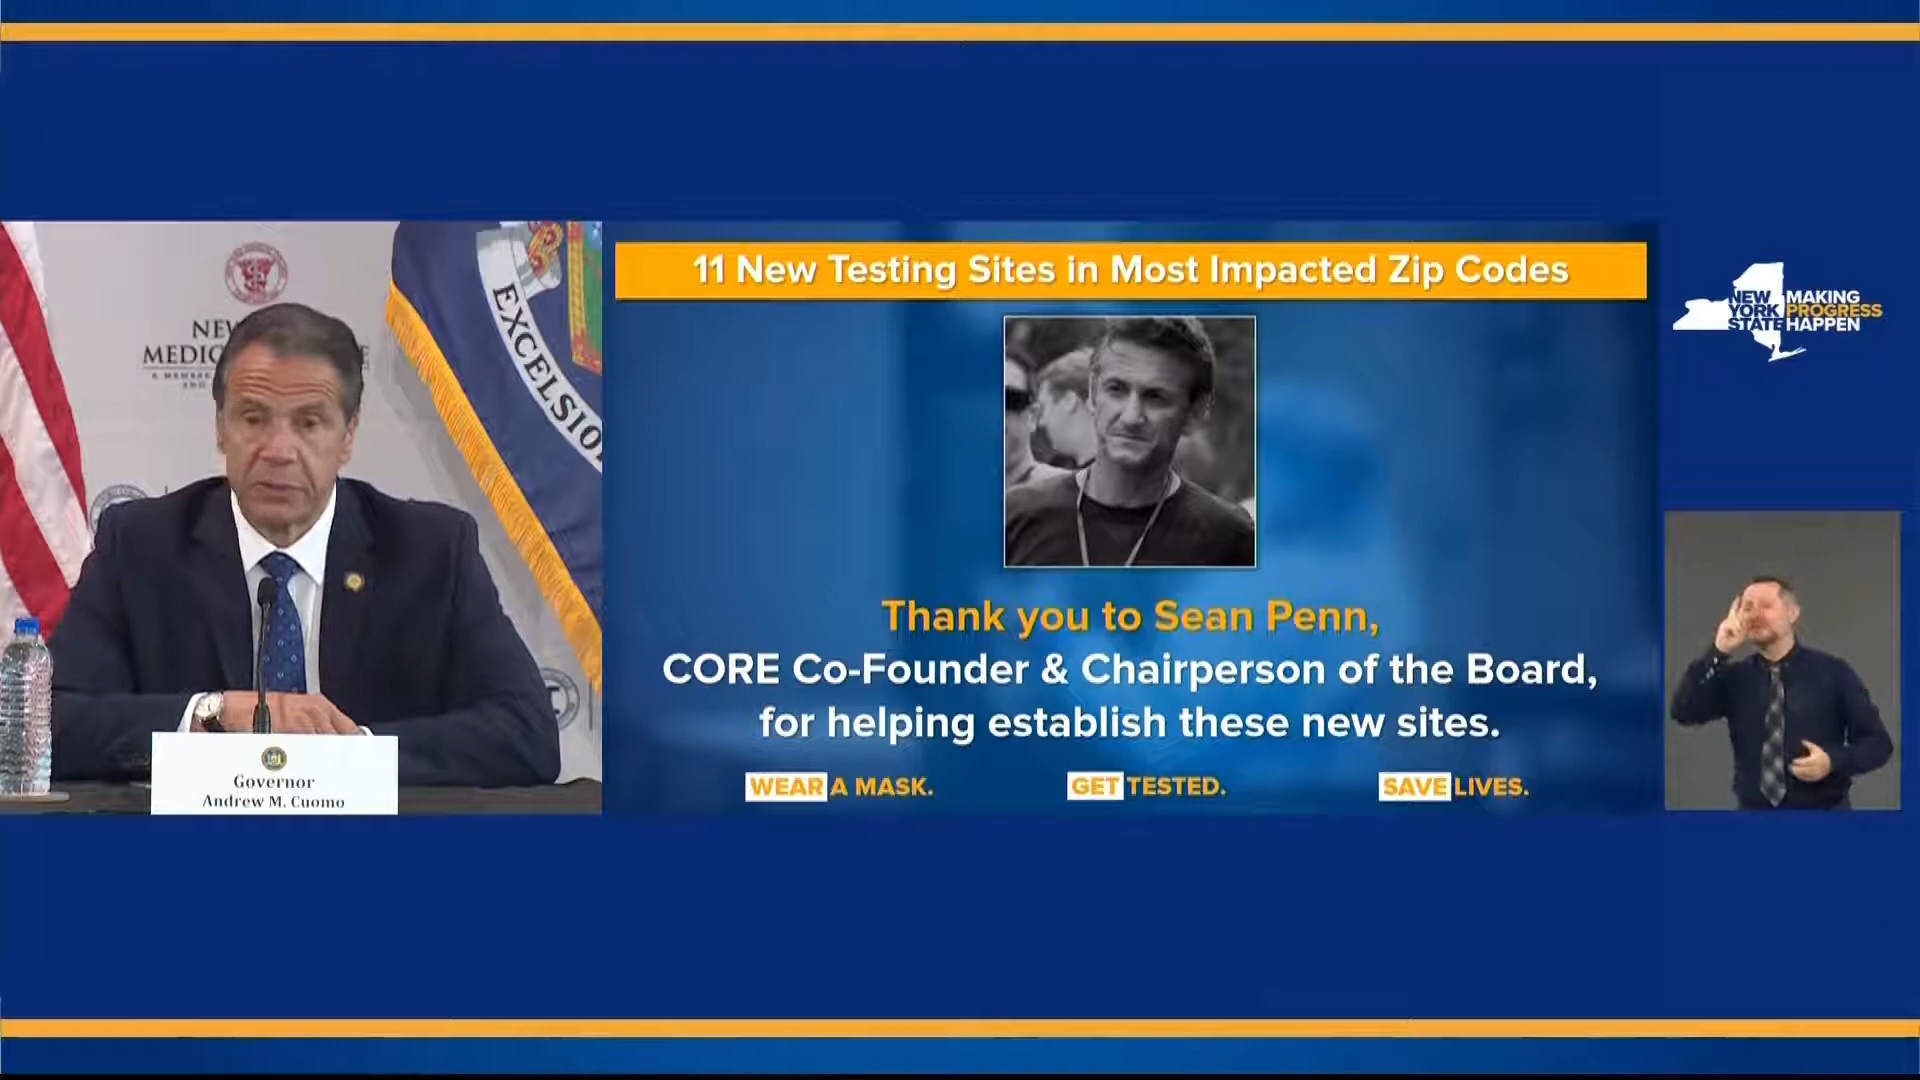 11 New Testing Sites in Most Impacted Zip Codes
NEW
MEDIC
EXCELSIO
Governor
Andrew M. Cuomo
Thank you to Sean Penn,
CORE Co-Founder & Chairperson of the Board,
for helping establish these new sites.
WEAR A MASK.
GET TESTED.
SAVE LIVES.
NEW YORK STATE
MAKING PROGRESS HAPPEN